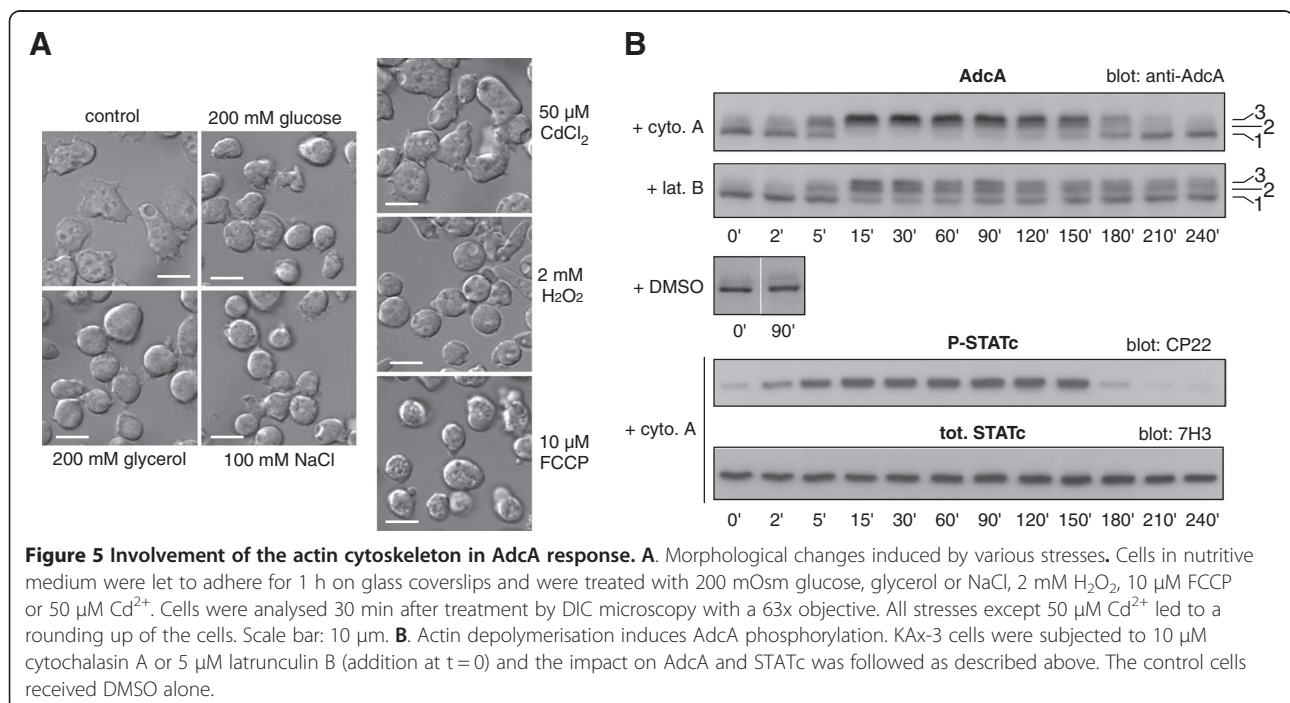 A
control
200 mM glucose
200 mM glycerol
100 mM NaCl
50 µM
CdCl2
2 mM
H2O2
10 µM
FCCP
B
AdcA
blot: anti-AdcA
+ cyto. A
3
2
1
+ lat. B
3
2
1
0' 2' 5' 15' 30' 60' 90' 120' 150' 180' 210' 240'
+ DMSO
0' 90'
P-STATc
blot: CP22
+ cyto. A
tot. STATc
blot: 7H3
0' 2' 5' 15' 30' 60' 90' 120' 150' 180' 210' 240'
Figure 5 Involvement of the actin cytoskeleton in AdcA response. A. Morphological changes induced by various stresses. Cells in nutritive
medium were let to adhere for 1 h on glass coverslips and were treated with 200 mOsm glucose, glycerol or NaCl, 2 mM H2O2, 10 µM FCCP
or 50 µM Cd2+. Cells were analysed 30 min after treatment by DIC microscopy with a 63x objective. All stresses except 50 µM Cd2+ led to a
rounding up of the cells. Scale bar: 10 µm. B. Actin depolymerisation induces AdcA phosphorylation. KAx-3 cells were subjected to 10 µM
cytochalasin A or 5 µM latrunculin B (addition at t = 0) and the impact on AdcA and STATc was followed as described above. The control cells
received DMSO alone.